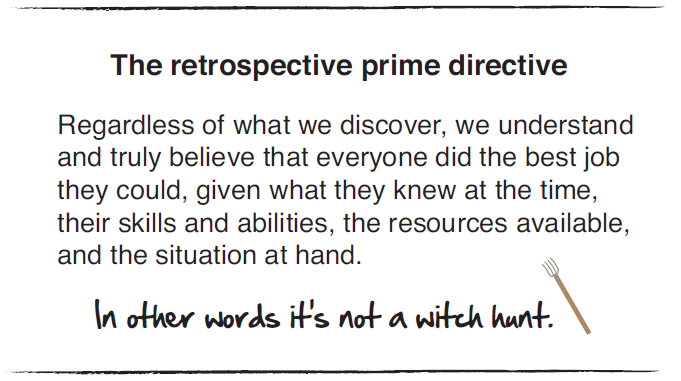 The retrospective prime directive
Regardless of what we discover, we understand
and truly believe that everyone did the best job
they could, given what they knew at the time,
their skills and abilities, the resources available,
and the situation at hand.
In other words it's not a witch hunt.